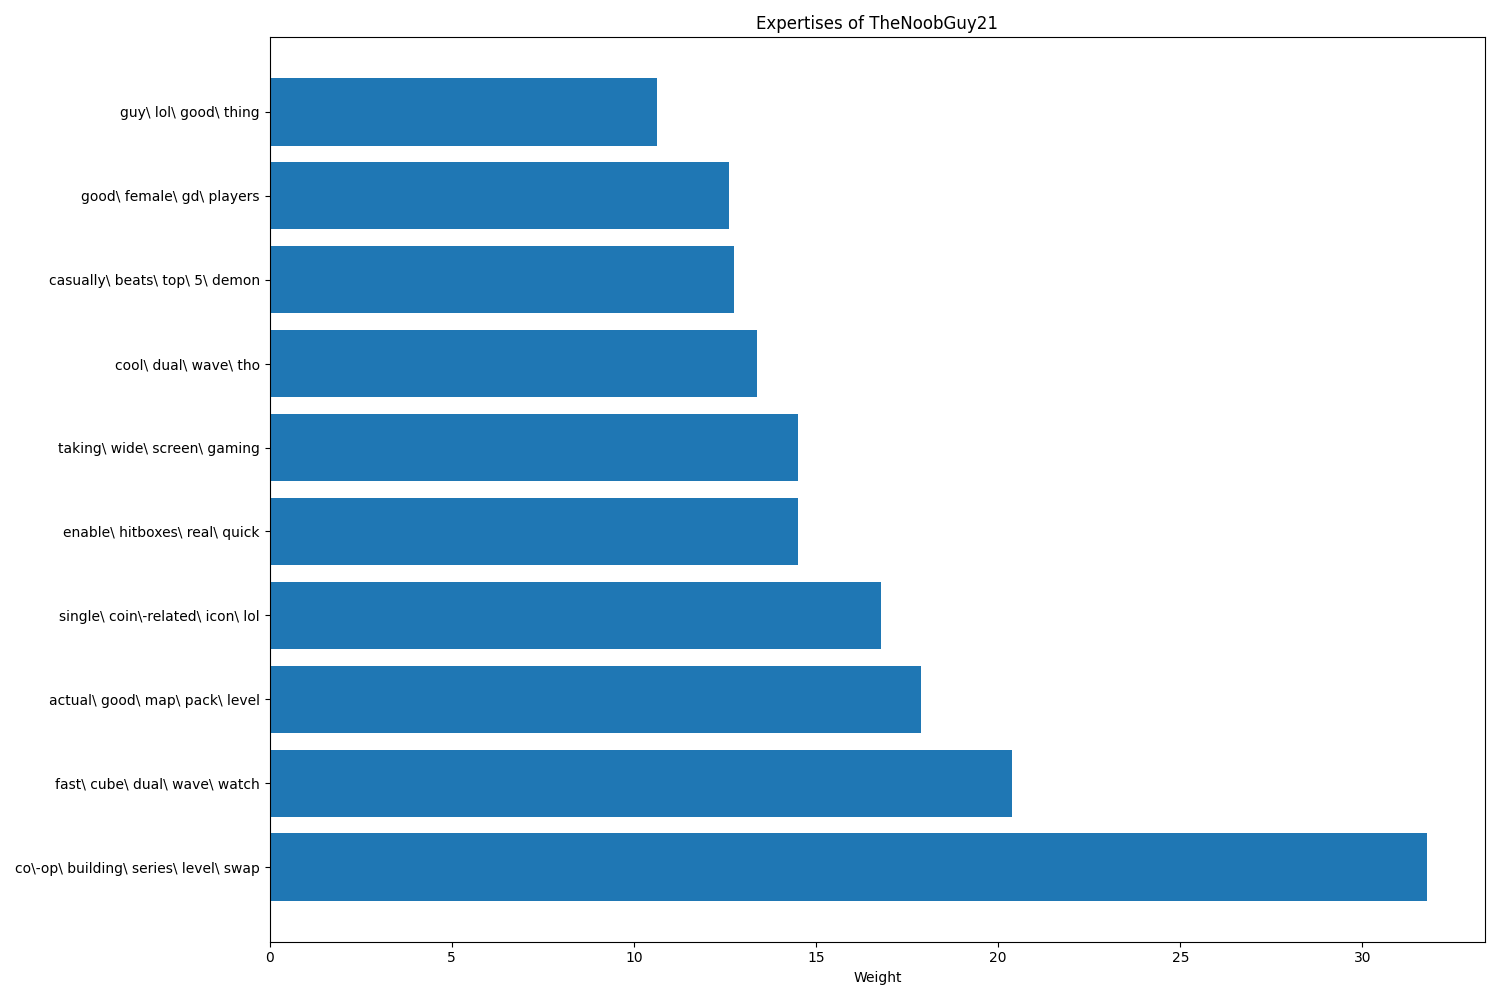 Expertises of TheNoobGuy21
guy\ lol\ good\ thing
good\ female\ gd\ players
casually\ beats\ top\ 5\ demon
cool\ dual\ wave\ tho
taking\ wide\ screen\ gaming
enable\ hitboxes\ real\ quick
single\ coin\-related\ icon\ lol
actual\ good\ map\ pack\ level
fast\ cube\ dual\ wave\ watch
co\-op\ building\ series\ level\ swap
0 5 10 15 20 25 30
Weight